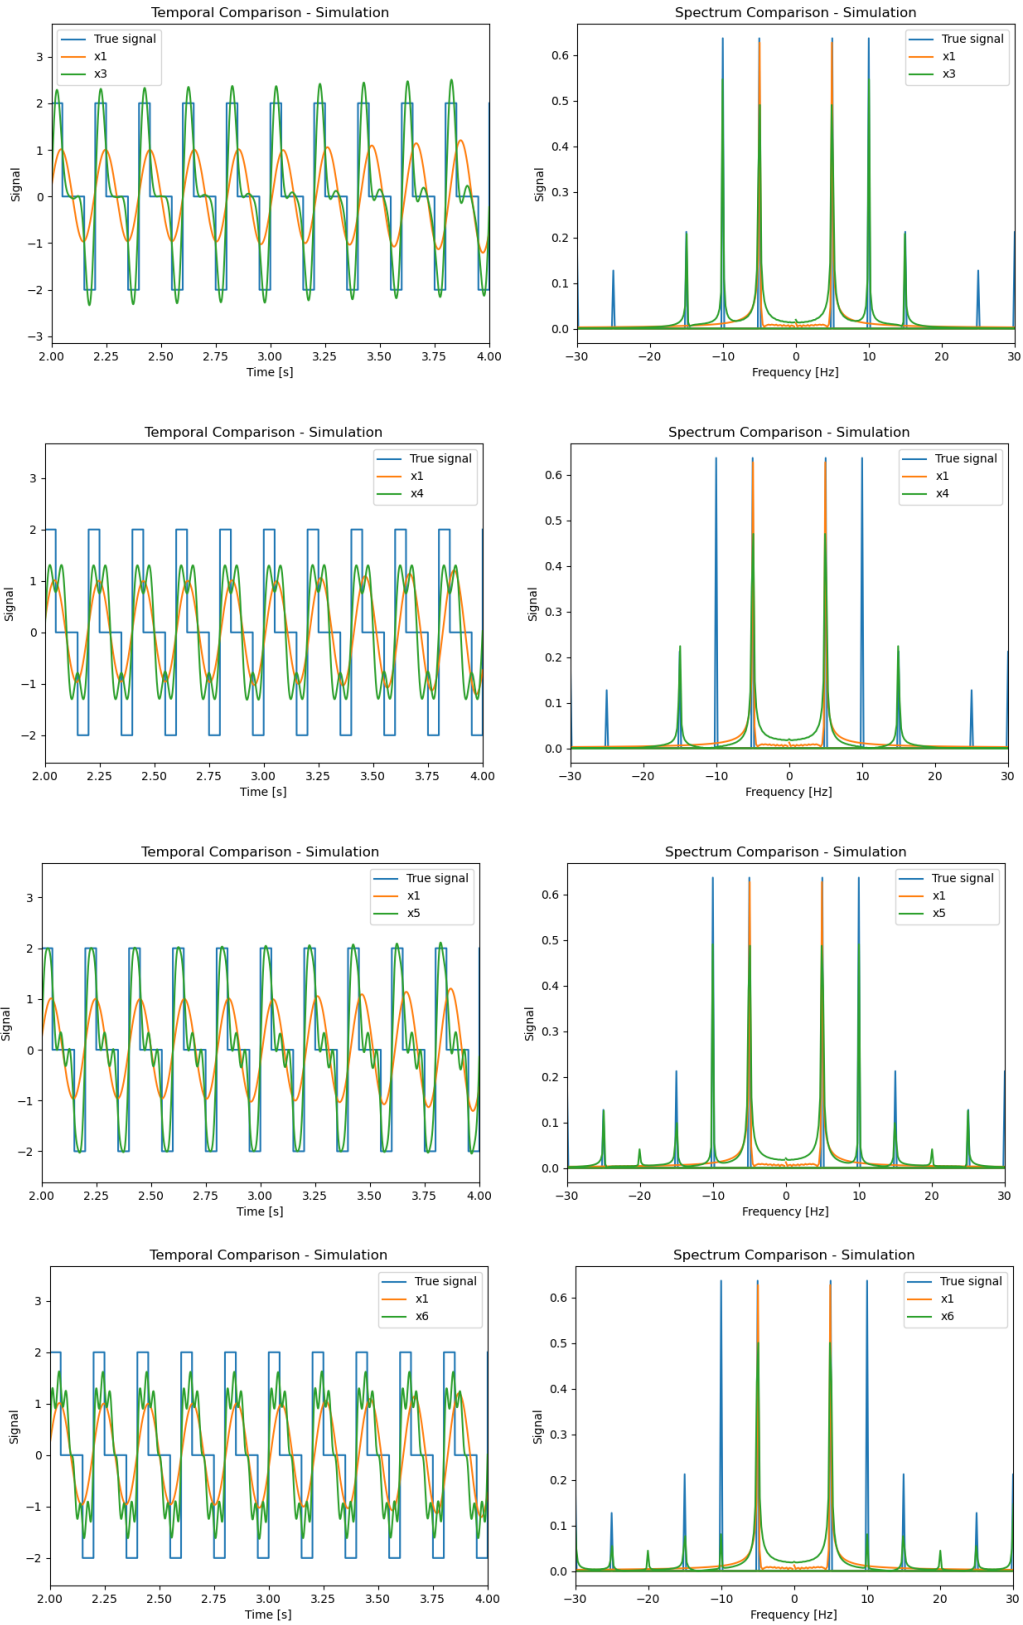 Temporal Comparison - Simulation
Signal
3
2
1
0
−1
−2
−3
True signal
x1
x3
2.00 2.25 2.50 2.75 3.00 3.25 3.50 3.75 4.00
Time [s]
Spectrum Comparison - Simulation
Signal
0.6
0.5
0.4
0.3
0.2
0.1
0.0
True signal
x1
x3
−30 −20 −10 0 10 20 30
Frequency [Hz]
Temporal Comparison - Simulation
Signal
3
2
1
0
−1
−2
True signal
x1
x4
2.00 2.25 2.50 2.75 3.00 3.25 3.50 3.75 4.00
Time [s]
Spectrum Comparison - Simulation
Signal
0.6
0.5
0.4
0.3
0.2
0.1
0.0
True signal
x1
x4
−30 −20 −10 0 10 20 30
Frequency [Hz]
Temporal Comparison - Simulation
Signal
3
2
1
0
−1
−2
True signal
x1
x5
2.00 2.25 2.50 2.75 3.00 3.25 3.50 3.75 4.00
Time [s]
Spectrum Comparison - Simulation
Signal
0.6
0.5
0.4
0.3
0.2
0.1
0.0
True signal
x1
x5
−30 −20 −10 0 10 20 30
Frequency [Hz]
Temporal Comparison - Simulation
Signal
3
2
1
0
−1
−2
True signal
x1
x6
2.00 2.25 2.50 2.75 3.00 3.25 3.50 3.75 4.00
Time [s]
Spectrum Comparison - Simulation
Signal
0.6
0.5
0.4
0.3
0.2
0.1
0.0
True signal
x1
x6
−30 −20 −10 0 10 20 30
Frequency [Hz]